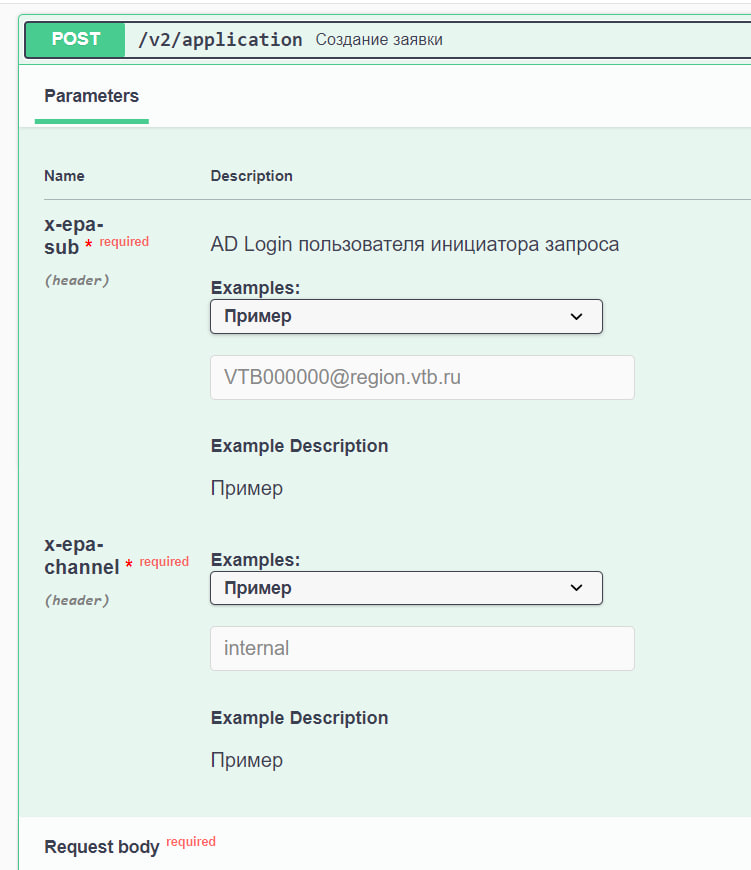 POST /v2/application Создание заявки
Parameters
Name Description
x-epa-
sub * required
(header)
AD Login пользователя инициатора запроса
Examples:
Пример
VTB000000@region.vtb.ru
Example Description
Пример
x-epa-
channel * required
(header)
Examples:
Пример
internal
Example Description
Пример
Request body required